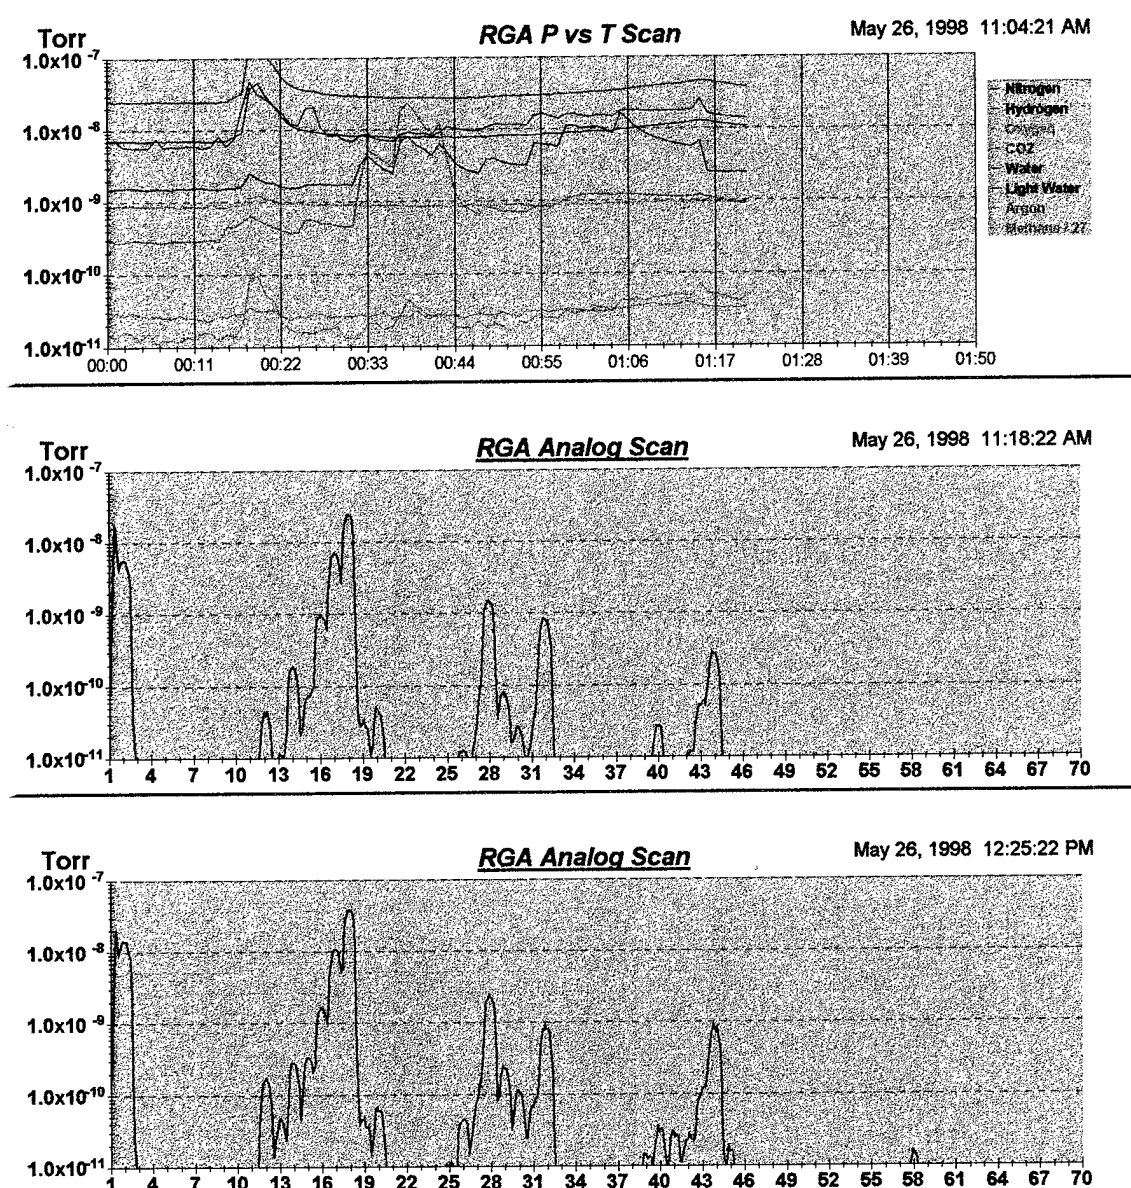 Torr RGA P vs T Scan May 26, 1998 11:04:21 AM
1.0x10 -7
1.0x10 -8
1.0x10 -9
1.0x10 -10
1.0x10 -11
Nitrogen
Hydrogen
Oxygen
CO2
Water
Light Water
Argon
Methane / 27
00:00 00:11 00:22 00:33 00:44 00:55 01:06 01:17 01:28 01:39 01:50
Torr RGA Analog Scan May 26, 1998 11:18:22 AM
1.0x10 -7
1.0x10 -8
1.0x10 -9
1.0x10 -10
1.0x10 -11
1 4 7 10 13 16 19 22 25 28 31 34 37 40 43 46 49 52 55 58 61 64 67 70
Torr RGA Analog Scan May 26, 1998 12:25:22 PM
1.0x10 -7
1.0x10 -8
1.0x10 -9
1.0x10 -10
1.0x10 -11
1 4 7 10 13 16 19 22 25 28 31 34 37 40 43 46 49 52 55 58 61 64 67 70